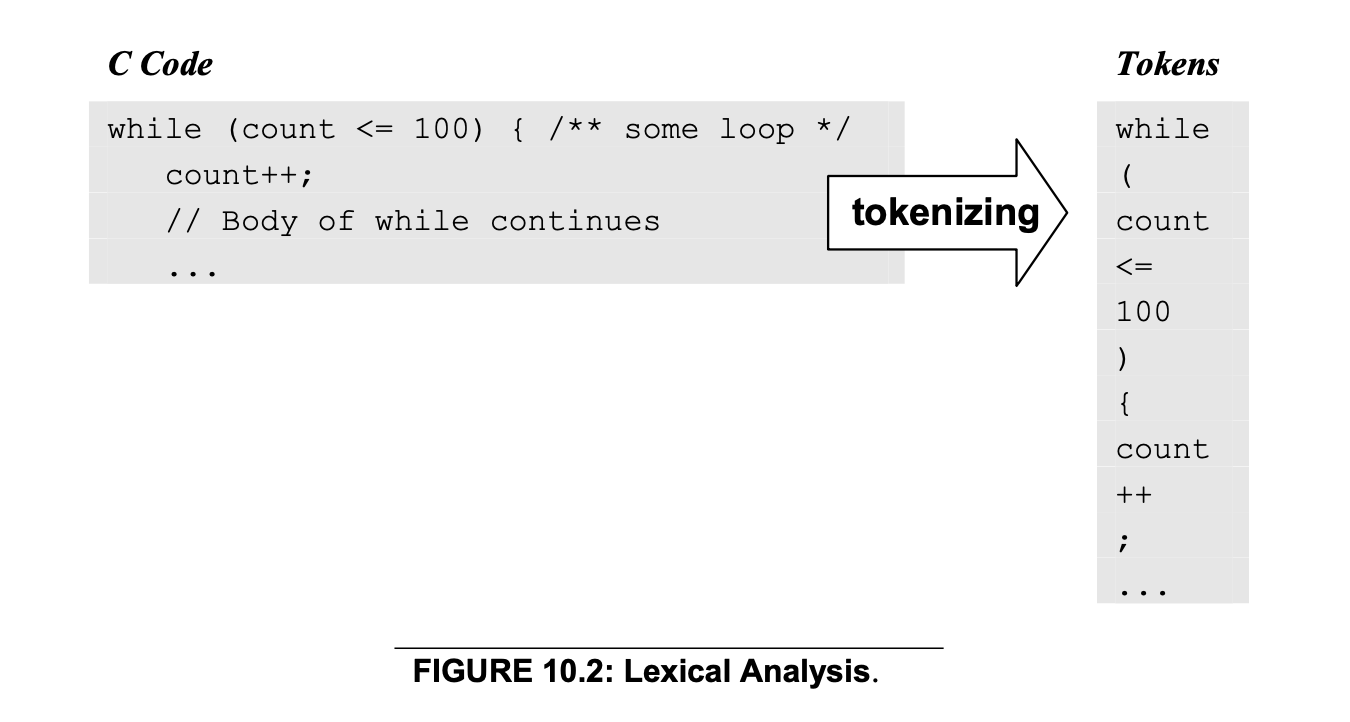 C Code
while (count <= 100) { /** some loop */
   count++;
   // Body of while continues
   ...
tokenizing
Tokens
while
(
count
<=
100
)
{
count
++
;
...
FIGURE 10.2: Lexical Analysis.